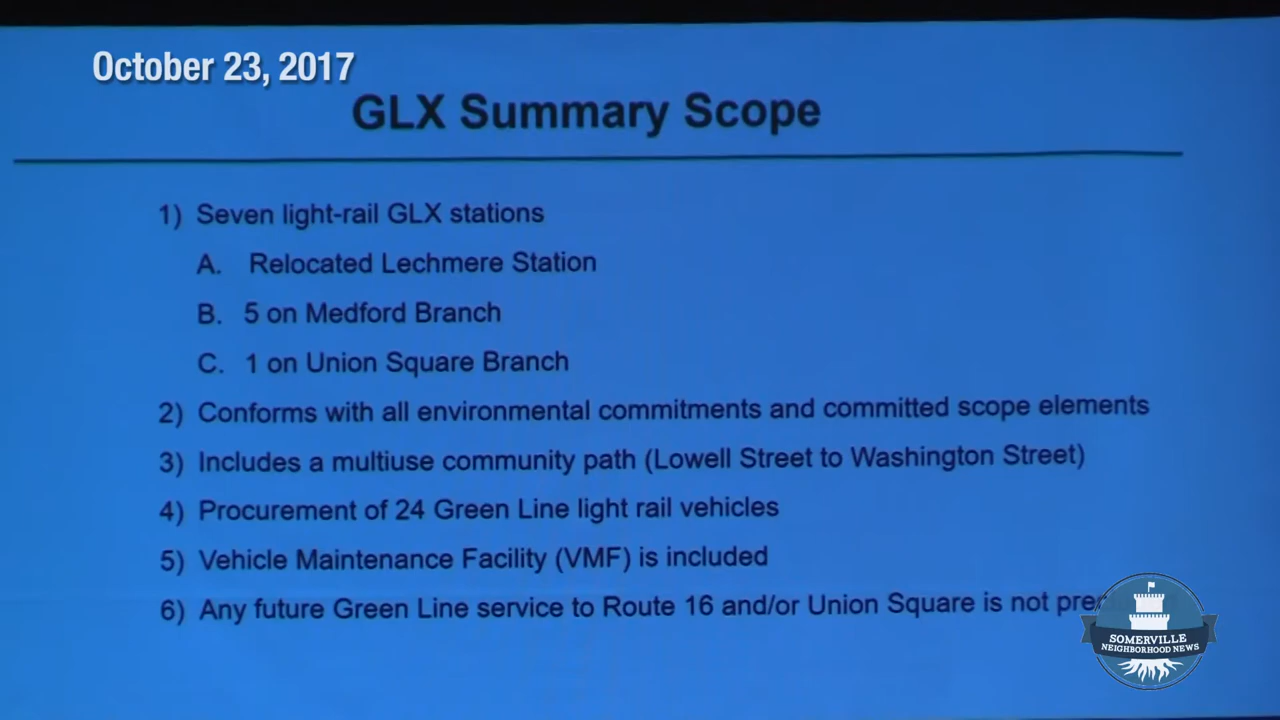 October 23, 2017
GLX Summary Scope
1) Seven light-rail GLX stations
A. Relocated Lechmere Station
B. 5 on Medford Branch
C. 1 on Union Square Branch
2) Conforms with all environmental commitments and committed scope elements
3) Includes a multiuse community path (Lowell Street to Washington Street)
4) Procurement of 24 Green Line light rail vehicles
5) Vehicle Maintenance Facility (VMF) is included
6) Any future Green Line service to Route 16 and/or Union Square is not
SOMERVILLE
NEIGHBORHOOD NEWS